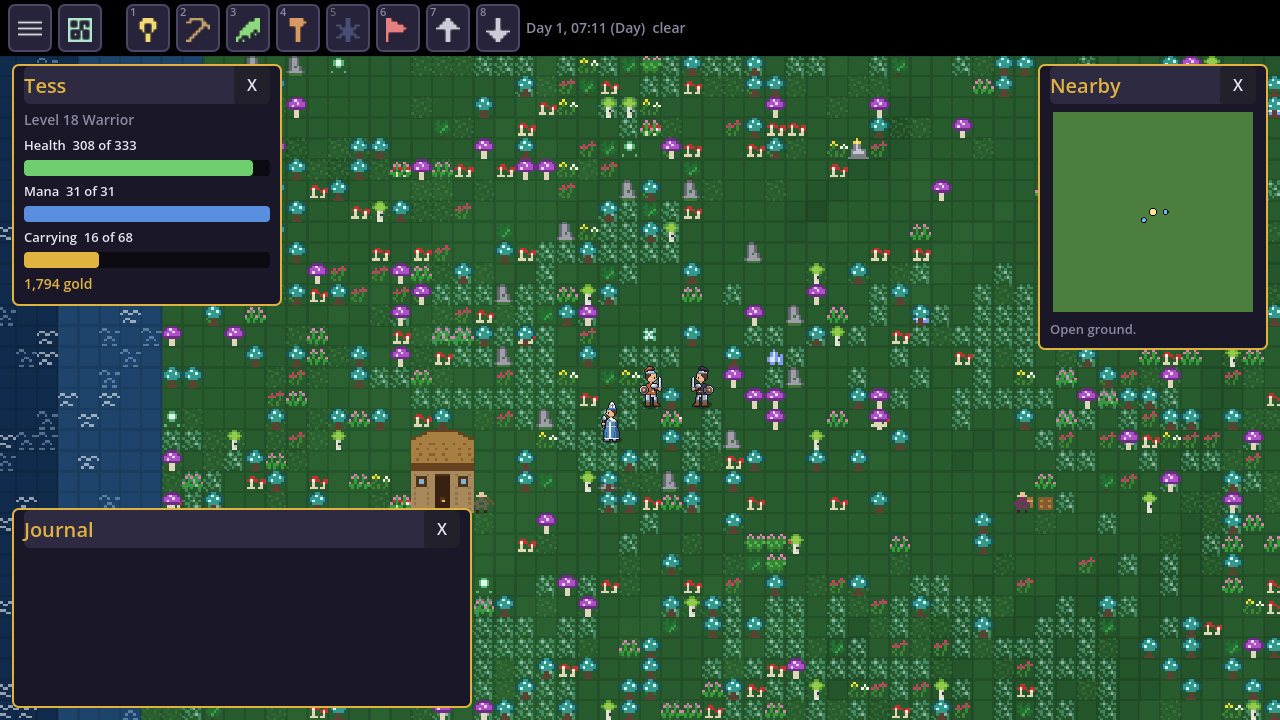 1 2 3 4 5 6 7 8 Day 1, 07:11 (Day) clear
Tess X
Level 18 Warrior
Health 308 of 333
Mana 31 of 31
Carrying 16 of 68
1,794 gold
Nearby X
Open ground.
Journal X